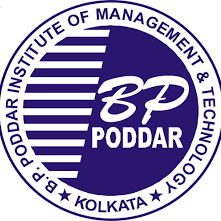 B.P. PODDAR INSTITUTE OF MANAGEMENT & TECHNOLOGY
BP
PODDAR
★ KOLKATA ★